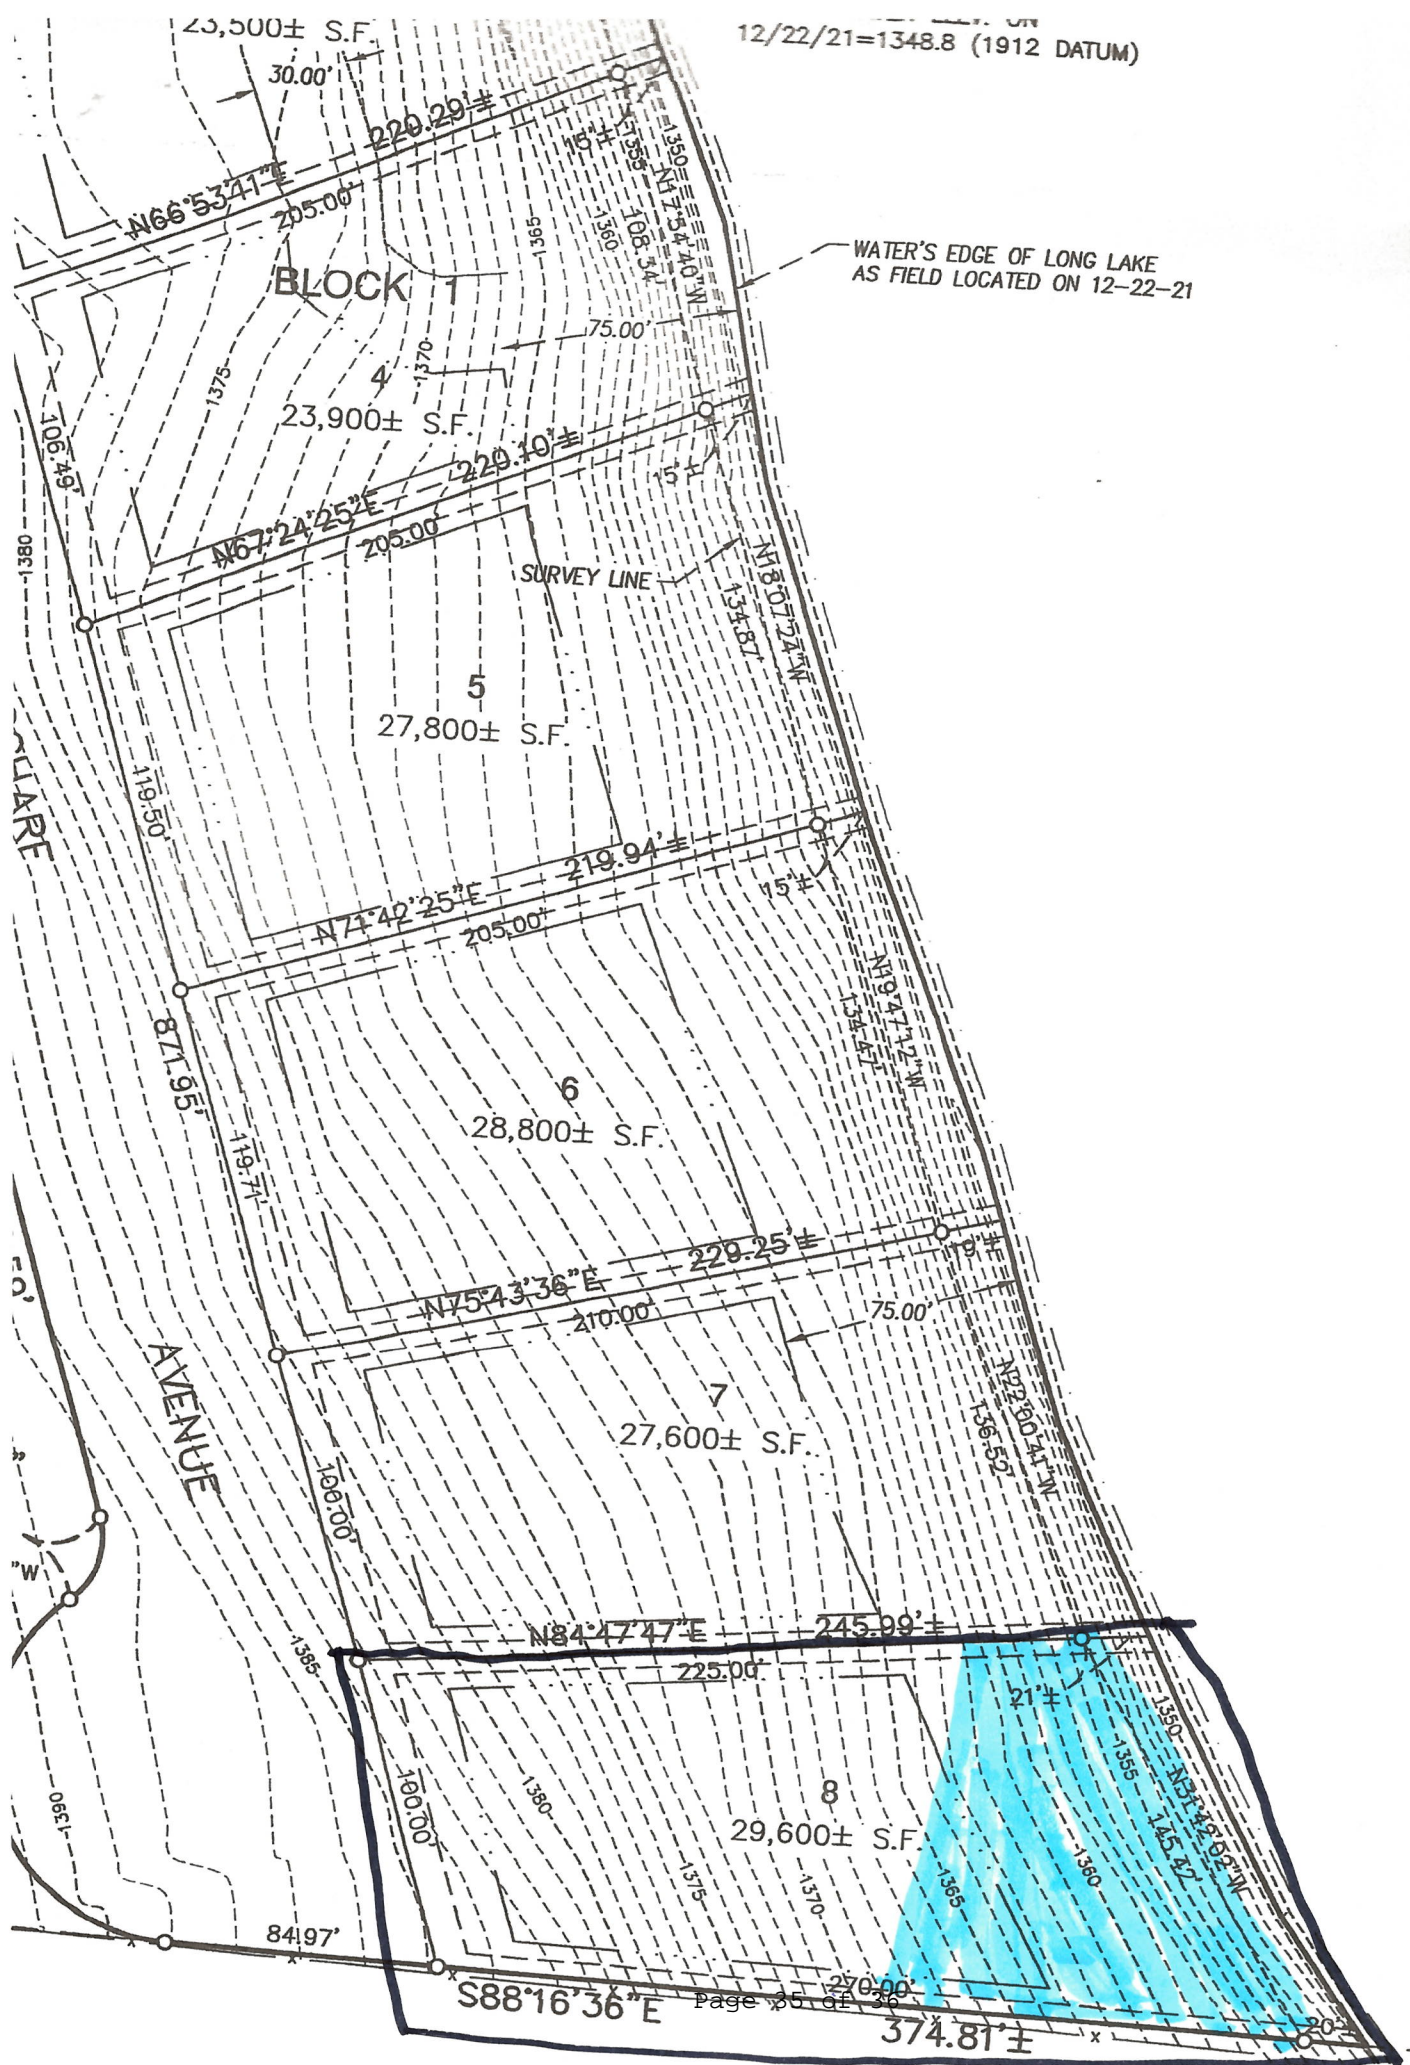 23,500± S.F.
12/22/21=1348.8 (1912 DATUM)
30.00'
220.29'±
15'±
1355
1350
N66°53'41"E
205.00'
1360
108.34'
N17°54'40"W
1365
WATER'S EDGE OF LONG LAKE
AS FIELD LOCATED ON 12-22-21
BLOCK 1
75.00'
1375
4
1370
23,900± S.F.
106.49'
220.10'±
15'±
1380
N67°24'25"E
205.00'
SURVEY LINE
N18°07'24"W
134.87'
5
27,800± S.F.
119.50'
219.94'±
15'±
N71°42'25"E
205.00'
N19°47'12"W
134.47'
871.95'
6
28,800± S.F.
119.71'
229.25'±
19'±
N75°43'36"E
210.00'
75.00'
AVENUE
7
27,600± S.F.
N22°00'41"W
136.52'
100.00'
"W
N84°47'47"E
245.99'±
1385
225.00'
21'±
1350
1355
N31°42'02"W
145.42'
8
29,600± S.F.
1390
100.00'
1380
1375
1370
1365
1360
84.97'
270.00'
S88°16'36"E
Page 35 of 36
374.81'±
20'±